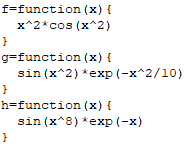 f=function(x){
x^2*cos(x^2)
}
g=function(x){
sin(x^2)*exp(-x^2/10)
}
h=function(x){
sin(x^8)*exp(-x)
}